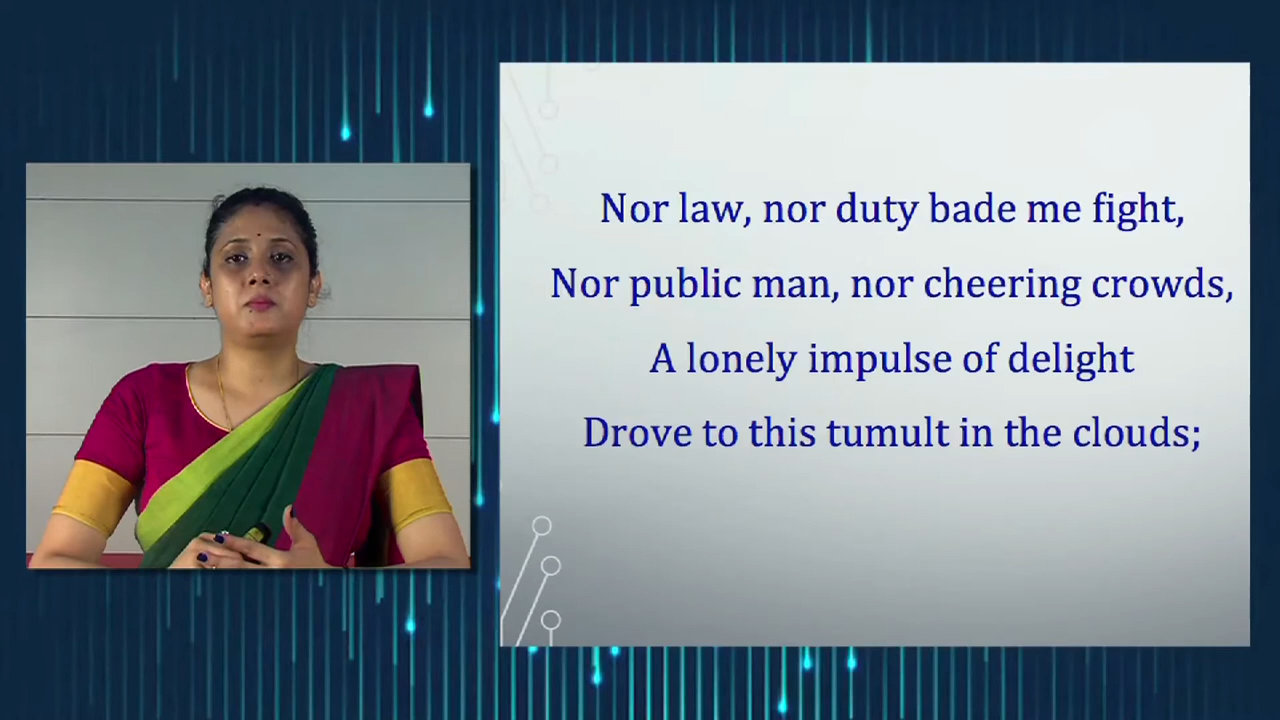 Nor law, nor duty bade me fight,
Nor public man, nor cheering crowds,
A lonely impulse of delight
Drove to this tumult in the clouds;